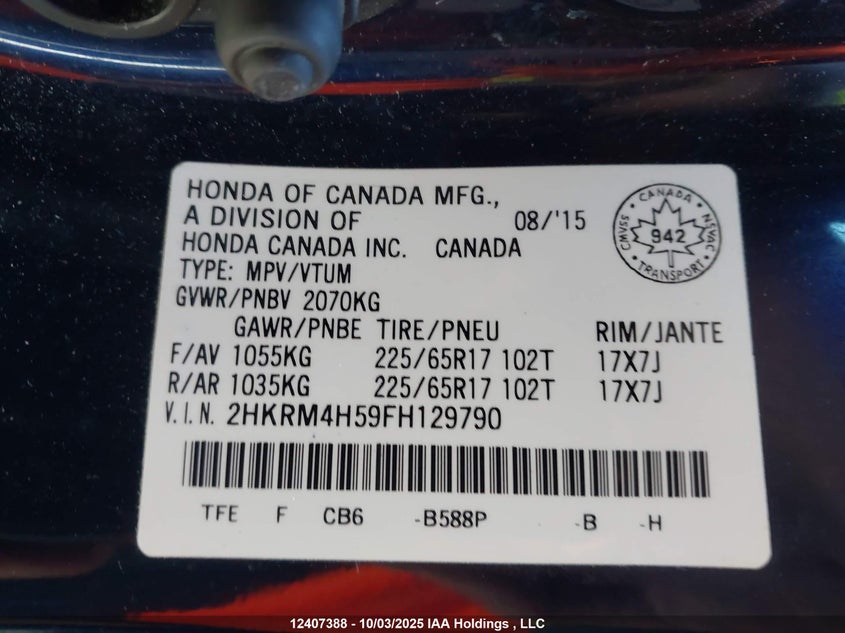 HONDA OF CANADA MFG.,
A DIVISION OF 08/'15
HONDA CANADA INC. CANADA
TYPE: MPV/VTUM
GVWR/PNBV 2070KG
GAWR/PNBE TIRE/PNEU RIM/JANTE
F/AV 1055KG 225/65R17 102T 17X7J
R/AR 1035KG 225/65R17 102T 17X7J
V.I.N. 2HKRM4H59FH129790
TFE F CB6 -B588P -B -H
CANADA
CMVSS 942 NSVAC
TRANSPORT
12407388 - 10/03/2025 IAA Holdings , LLC